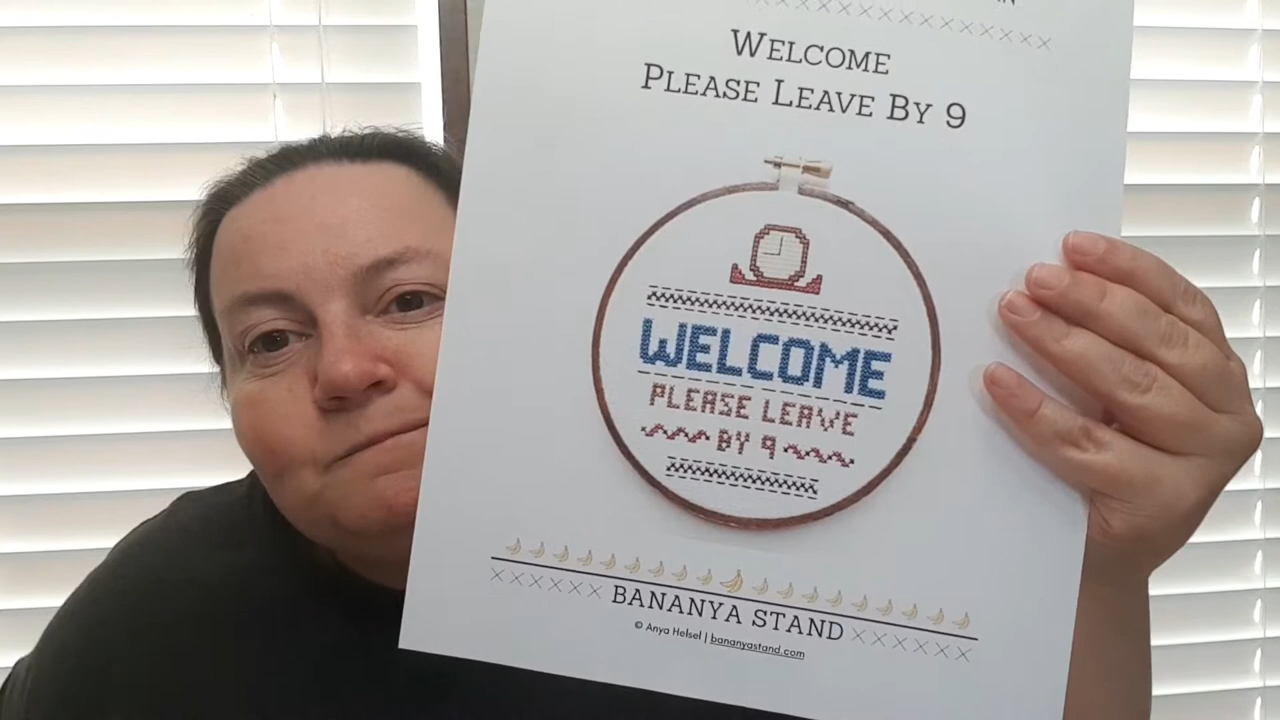 WELCOME
PLEASE LEAVE BY 9
WELCOME
PLEASE LEAVE
BY 9
BANANYA STAND
© Anya Helsel | bananyastand.com